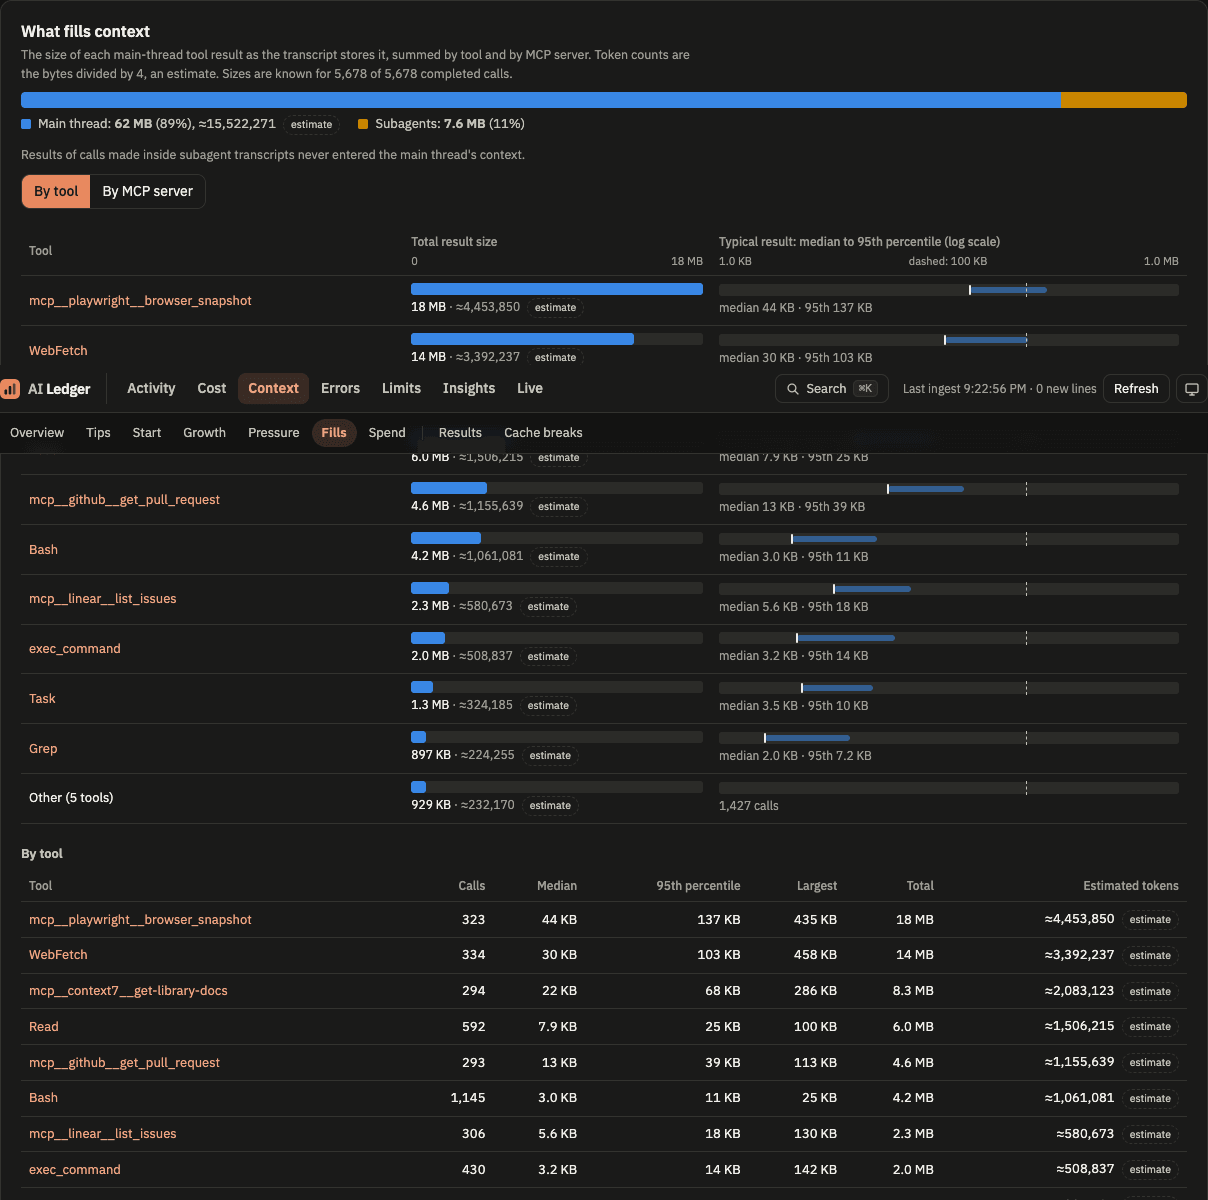 What fills context
The size of each main-thread tool result as the transcript stores it, summed by tool and by MCP server. Token counts are
the bytes divided by 4, an estimate. Sizes are known for 5,678 of 5,678 completed calls.
Main thread: 62 MB (89%), ≈15,522,271 estimate Subagents: 7.6 MB (11%)
Results of calls made inside subagent transcripts never entered the main thread's context.
By tool By MCP server
Tool Total result size Typical result: median to 95th percentile (log scale)
0 18 MB 1.0 KB dashed: 100 KB 1.0 MB
mcp__playwright__browser_snapshot
18 MB · ≈4,453,850 estimate median 44 KB · 95th 137 KB
WebFetch
14 MB · ≈3,392,237 estimate median 30 KB · 95th 103 KB
AI Ledger Activity Cost Context Errors Limits Insights Live Search ⌘K Last ingest 9:22:56 PM · 0 new lines Refresh
Overview Tips Start Growth Pressure Fills Spend Results Cache breaks
6.0 MB · ≈1,506,215 estimate median 7.9 KB · 95th 25 KB
mcp__github__get_pull_request
4.6 MB · ≈1,155,639 estimate median 13 KB · 95th 39 KB
Bash
4.2 MB · ≈1,061,081 estimate median 3.0 KB · 95th 11 KB
mcp__linear__list_issues
2.3 MB · ≈580,673 estimate median 5.6 KB · 95th 18 KB
exec_command
2.0 MB · ≈508,837 estimate median 3.2 KB · 95th 14 KB
Task
1.3 MB · ≈324,185 estimate median 3.5 KB · 95th 10 KB
Grep
897 KB · ≈224,255 estimate median 2.0 KB · 95th 7.2 KB
Other (5 tools)
929 KB · ≈232,170 estimate 1,427 calls
By tool
Tool Calls Median 95th percentile Largest Total Estimated tokens
mcp__playwright__browser_snapshot 323 44 KB 137 KB 435 KB 18 MB ≈4,453,850 estimate
WebFetch 334 30 KB 103 KB 458 KB 14 MB ≈3,392,237 estimate
mcp__context7__get-library-docs 294 22 KB 68 KB 286 KB 8.3 MB ≈2,083,123 estimate
Read 592 7.9 KB 25 KB 100 KB 6.0 MB ≈1,506,215 estimate
mcp__github__get_pull_request 293 13 KB 39 KB 113 KB 4.6 MB ≈1,155,639 estimate
Bash 1,145 3.0 KB 11 KB 25 KB 4.2 MB ≈1,061,081 estimate
mcp__linear__list_issues 306 5.6 KB 18 KB 130 KB 2.3 MB ≈580,673 estimate
exec_command 430 3.2 KB 14 KB 142 KB 2.0 MB ≈508,837 estimate